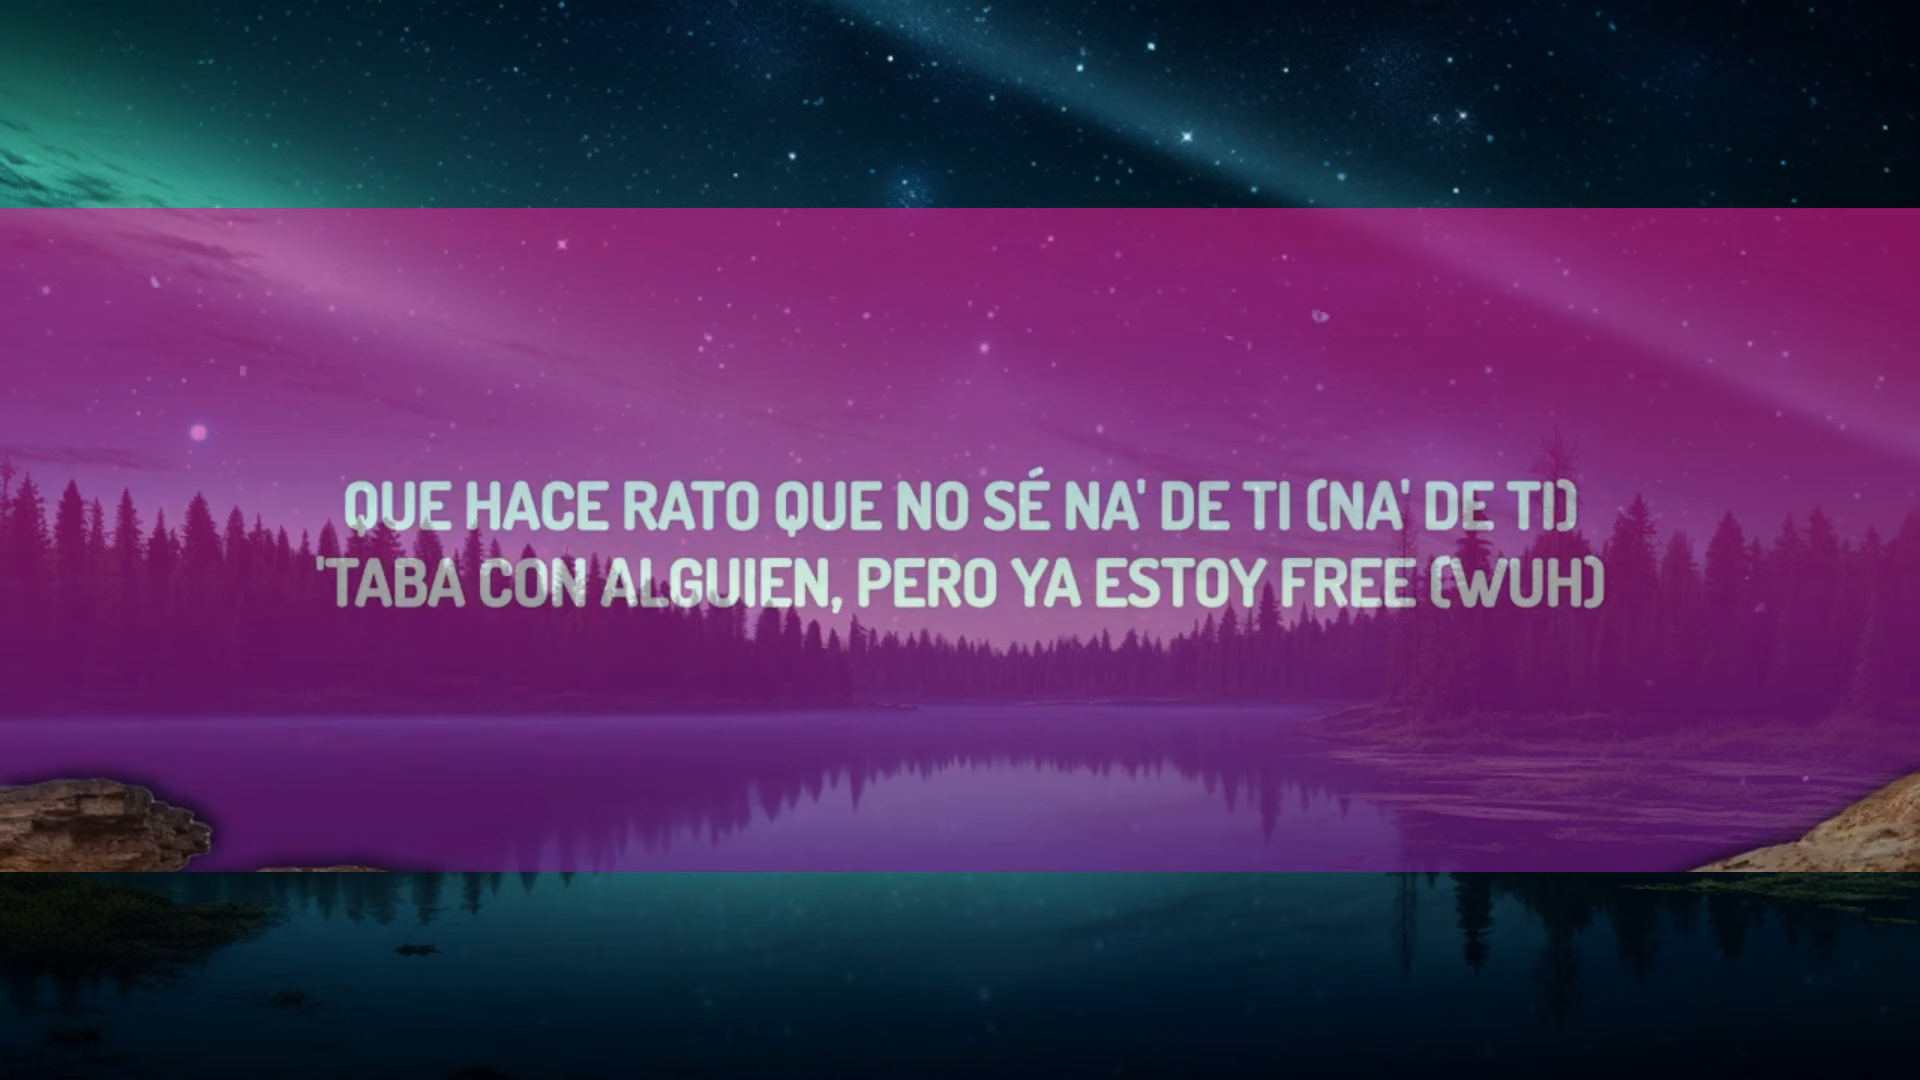 QUE HACE RATO QUE NO SÉ NA' DE TI (NA' DE TI)
'TABA CON ALGUIEN, PERO YA ESTOY FREE (WUH)